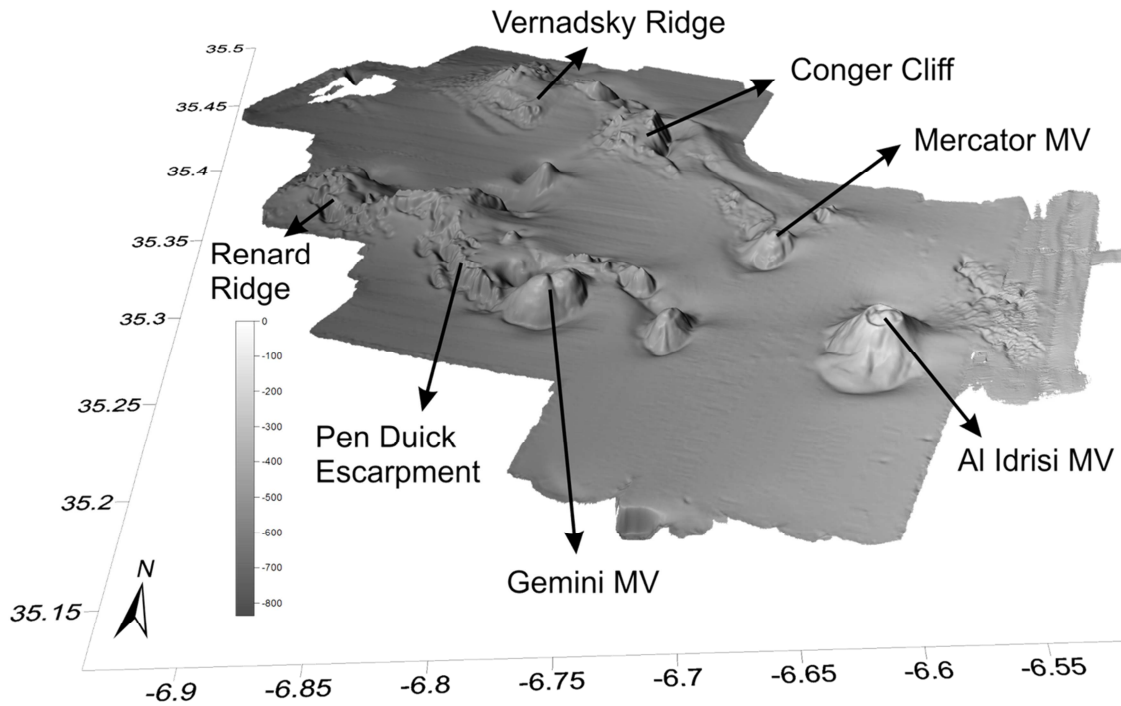 Vernadsky Ridge
Conger Cliff
Mercator MV
35.5
35.45
35.4
35.35
35.3
35.25
35.2
35.15
Renard
Ridge
0
-100
-200
-300
-400
-500
-600
-700
-800
Pen Duick
Escarpment
Al Idrisi MV
Gemini MV
N
-6.9
-6.85
-6.8
-6.75
-6.7
-6.65
-6.6
-6.55